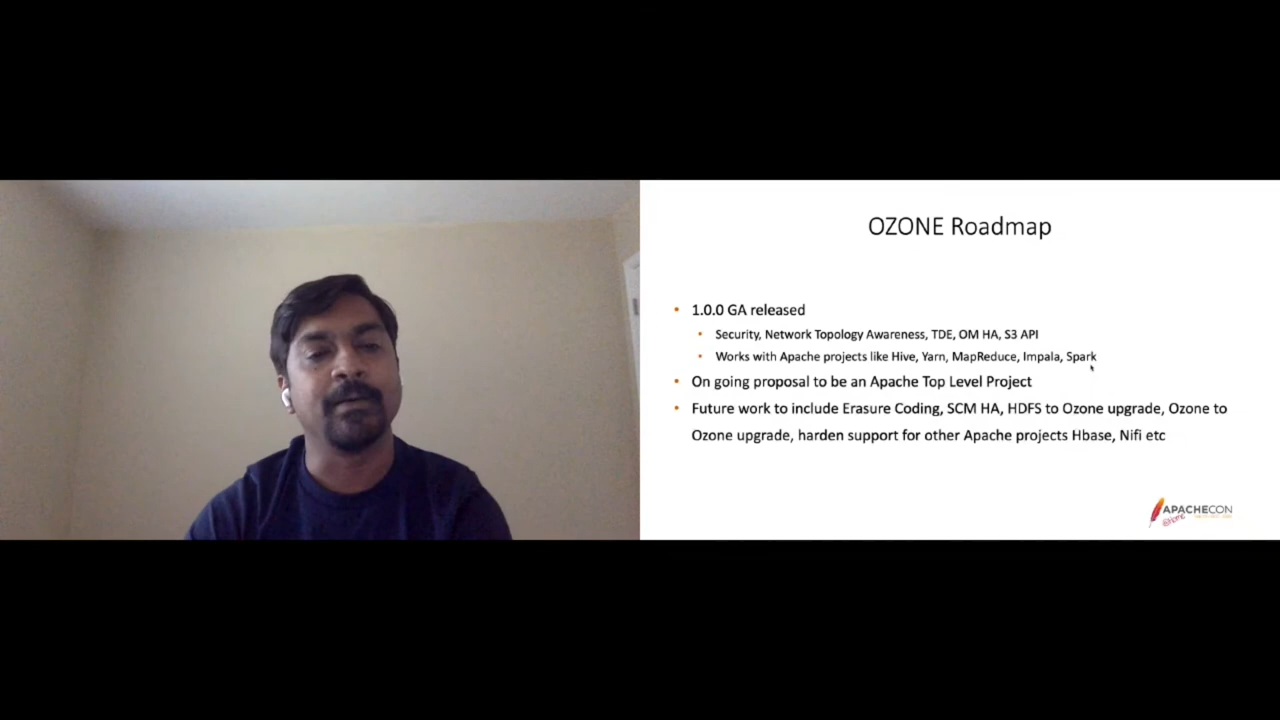 OZONE Roadmap
• 1.0.0 GA released
• Security, Network Topology Awareness, TDE, OM HA, S3 API
• Works with Apache projects like Hive, Yarn, MapReduce, Impala, Spark
• On going proposal to be an Apache Top Level Project
• Future work to include Erasure Coding, SCM HA, HDFS to Ozone upgrade, Ozone to
Ozone upgrade, harden support for other Apache projects Hbase, Nifi etc
APACHECON
@home